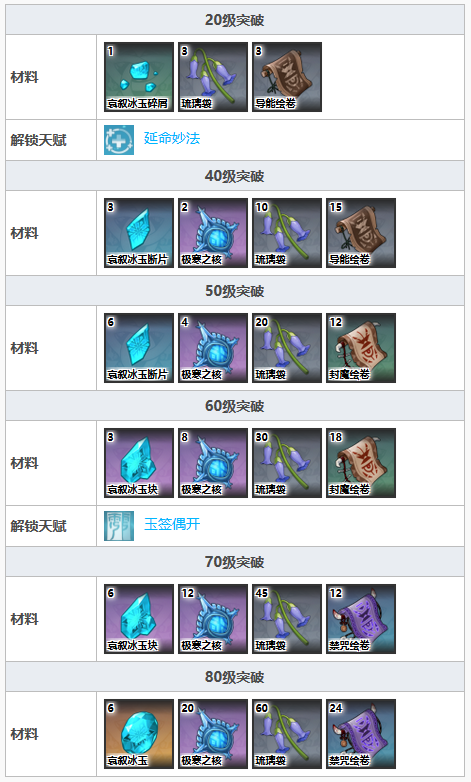 20级突破
材料
1 3 3
哀叙冰玉碎屑 琉璃袋 导能绘卷
解锁天赋 延命妙法
40级突破
材料
3 2 10 15
哀叙冰玉断片 极寒之核 琉璃袋 导能绘卷
50级突破
材料
6 4 20 12
哀叙冰玉断片 极寒之核 琉璃袋 封魔绘卷
60级突破
材料
3 8 30 18
哀叙冰玉块 极寒之核 琉璃袋 封魔绘卷
解锁天赋 玉签偶开
70级突破
材料
6 12 45 12
哀叙冰玉块 极寒之核 琉璃袋 禁咒绘卷
80级突破
材料
6 20 60 24
哀叙冰玉 极寒之核 琉璃袋 禁咒绘卷